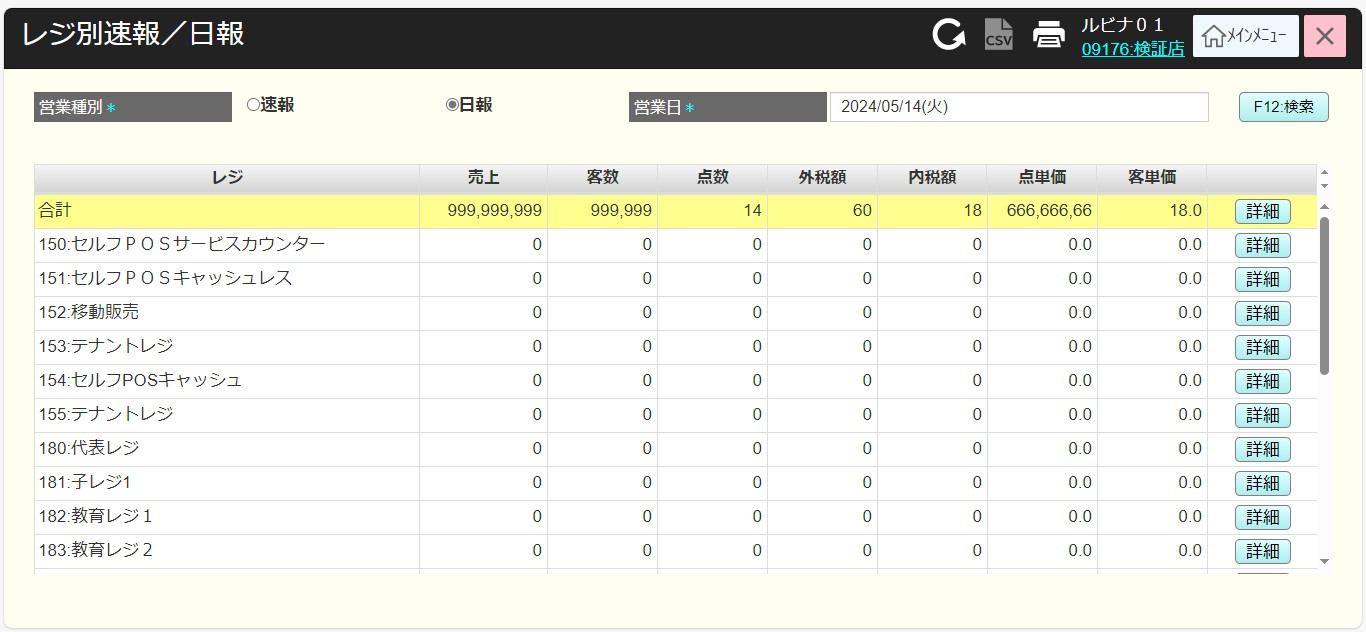 レジ別速報／日報
CSV
ルビナ０１
09176:検証店
メインメニュー
営業種別＊ 速報 日報 営業日＊ 2024/05/14(火) F12:検索
レジ 売上 客数 点数 外税額 内税額 点単価 客単価
合計 999,999,999 999,999 14 60 18 666,666,66 18.0 詳細
150:セルフＰＯＳサービスカウンター 0 0 0 0 0 0.0 0.0 詳細
151:セルフＰＯＳキャッシュレス 0 0 0 0 0 0.0 0.0 詳細
152:移動販売 0 0 0 0 0 0.0 0.0 詳細
153:テナントレジ 0 0 0 0 0 0.0 0.0 詳細
154:セルフPOSキャッシュ 0 0 0 0 0 0.0 0.0 詳細
155:テナントレジ 0 0 0 0 0 0.0 0.0 詳細
180:代表レジ 0 0 0 0 0 0.0 0.0 詳細
181:子レジ1 0 0 0 0 0 0.0 0.0 詳細
182:教育レジ１ 0 0 0 0 0 0.0 0.0 詳細
183:教育レジ２ 0 0 0 0 0 0.0 0.0 詳細